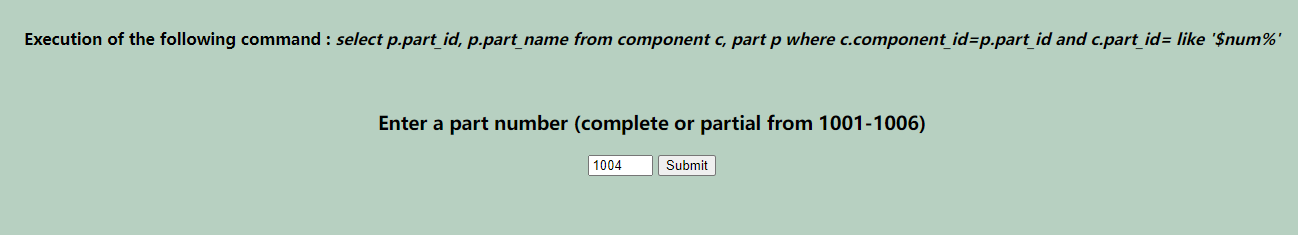 Execution of the following command : select p.part_id, p.part_name from component c, part p where c.component_id=p.part_id and c.part_id= like '$num%'
Enter a part number (complete or partial from 1001-1006)
1004 Submit